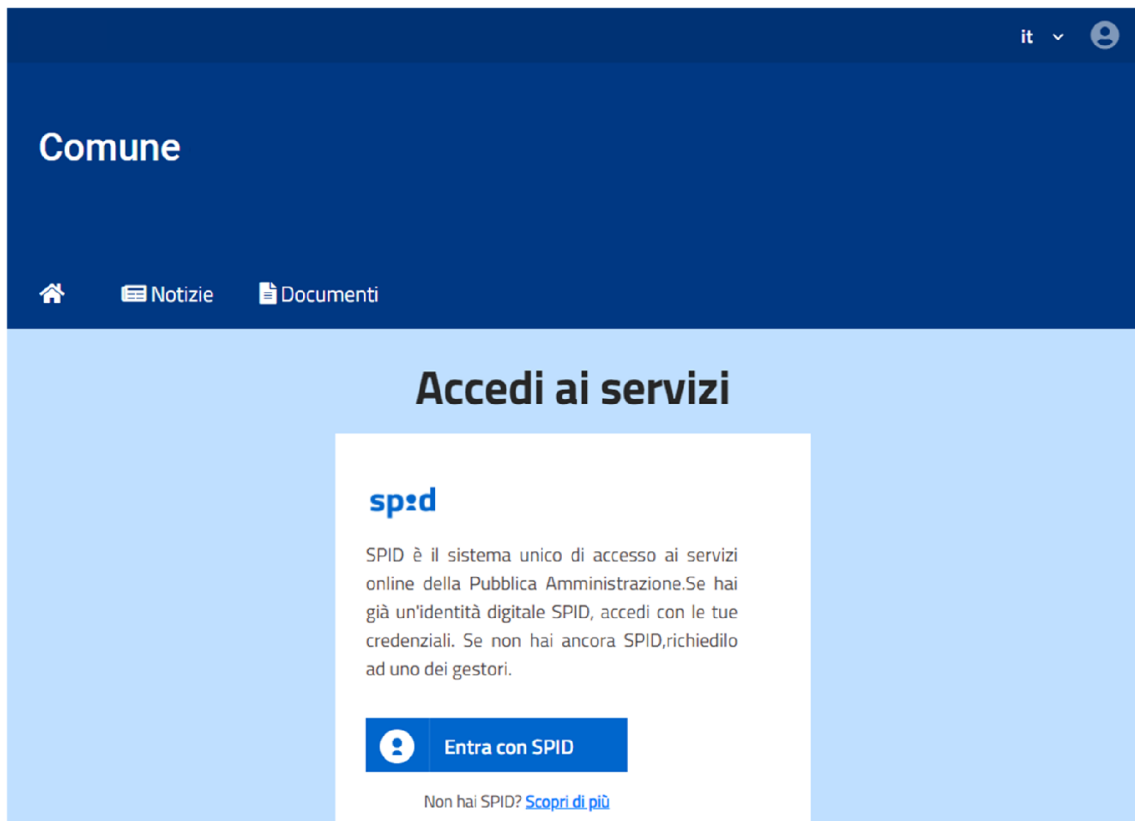 it
Comune
Notizie Documenti
Accedi ai servizi
spid
SPID è il sistema unico di accesso ai servizi
online della Pubblica Amministrazione.Se hai
già un'identità digitale SPID, accedi con le tue
credenziali. Se non hai ancora SPID,richiedilo
ad uno dei gestori.
Entra con SPID
Non hai SPID? Scopri di più